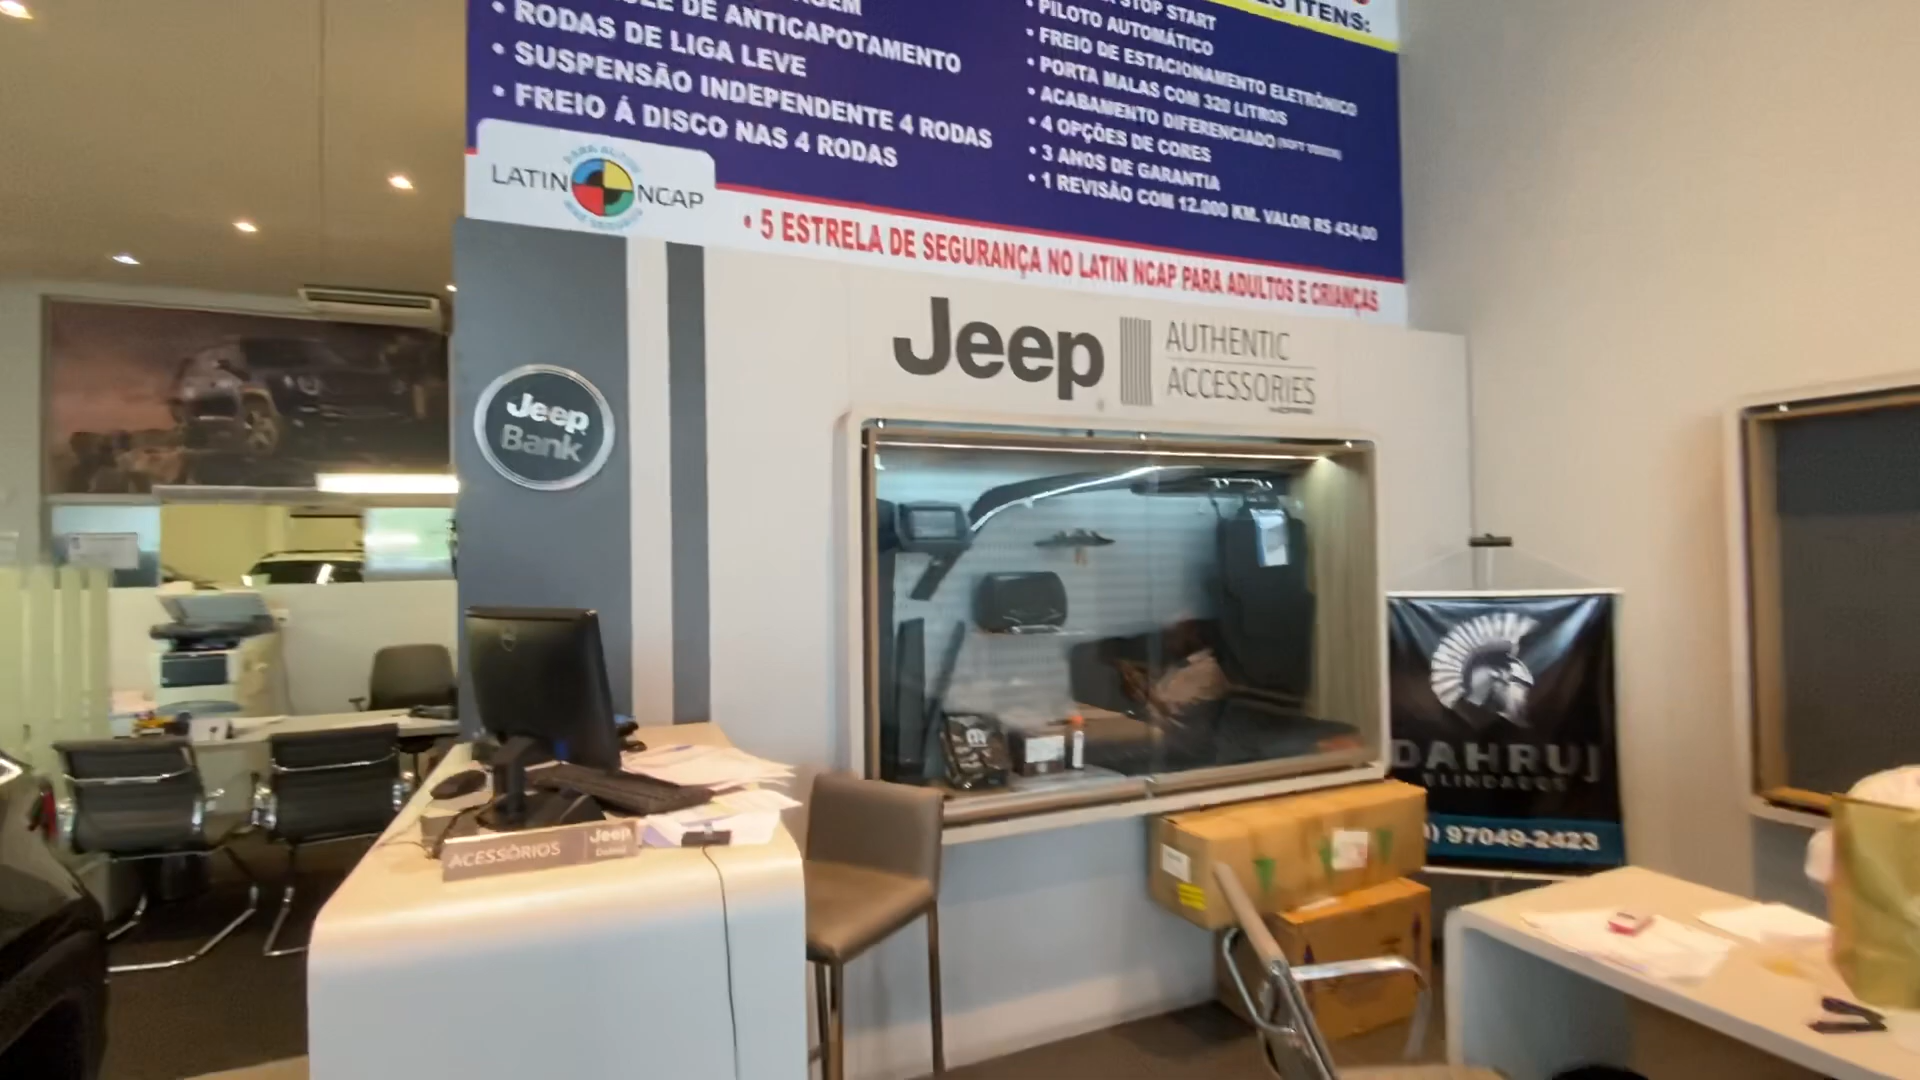 DE ANTICAPOTAMENTO
• RODAS DE LIGA LEVE
• SUSPENSÃO INDEPENDENTE 4 RODAS
• FREIO Á DISCO NAS 4 RODAS
ITENS:
STOP START
• PILOTO AUTOMÁTICO
• FREIO DE ESTACIONAMENTO ELETRÔNICO
• PORTA MALAS COM 320 LITROS
• ACABAMENTO DIFERENCIADO
• 4 OPÇÕES DE CORES
• 3 ANOS DE GARANTIA
• 1 REVISÃO COM 12.000 KM. VALOR R$ 434,00
LATIN NCAP
• 5 ESTRELA DE SEGURANÇA NO LATIN NCAP PARA ADULTOS E CRIANÇAS
Jeep
AUTHENTIC
ACCESSORIES
Jeep
Bank
ACESSÓRIOS
Jeep
DAHRUJ
BLINDADOS
97049-2423